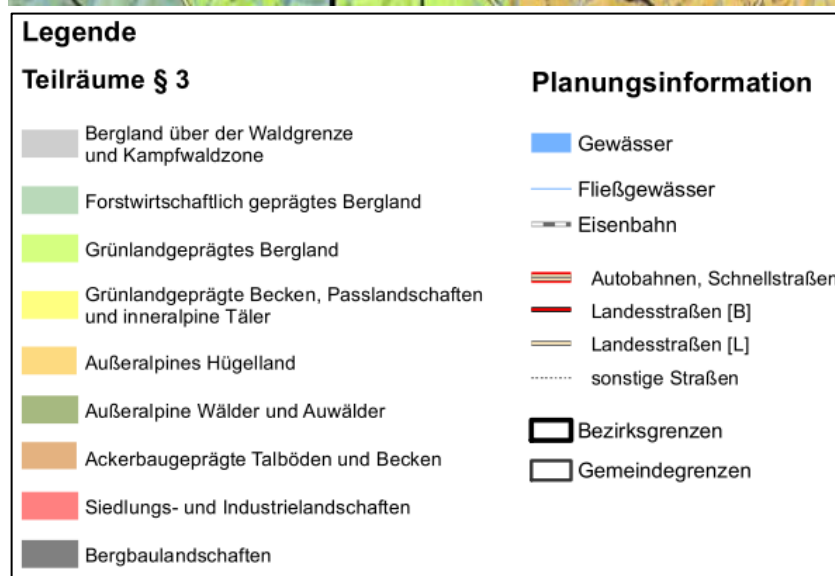 Legende
Teilräume § 3
Bergland über der Waldgrenze
und Kampfwaldzone
Forstwirtschaftlich geprägtes Bergland
Grünlandgeprägtes Bergland
Grünlandgeprägte Becken, Passlandschaften
und inneralpine Täler
Außeralpines Hügelland
Außeralpine Wälder und Auwälder
Ackerbaugeprägte Talböden und Becken
Siedlungs- und Industrielandschaften
Bergbaulandschaften
Planungsinformation
Gewässer
Fließgewässer
Eisenbahn
Autobahnen, Schnellstraßen
Landesstraßen [B]
Landesstraßen [L]
sonstige Straßen
Bezirksgrenzen
Gemeindegrenzen